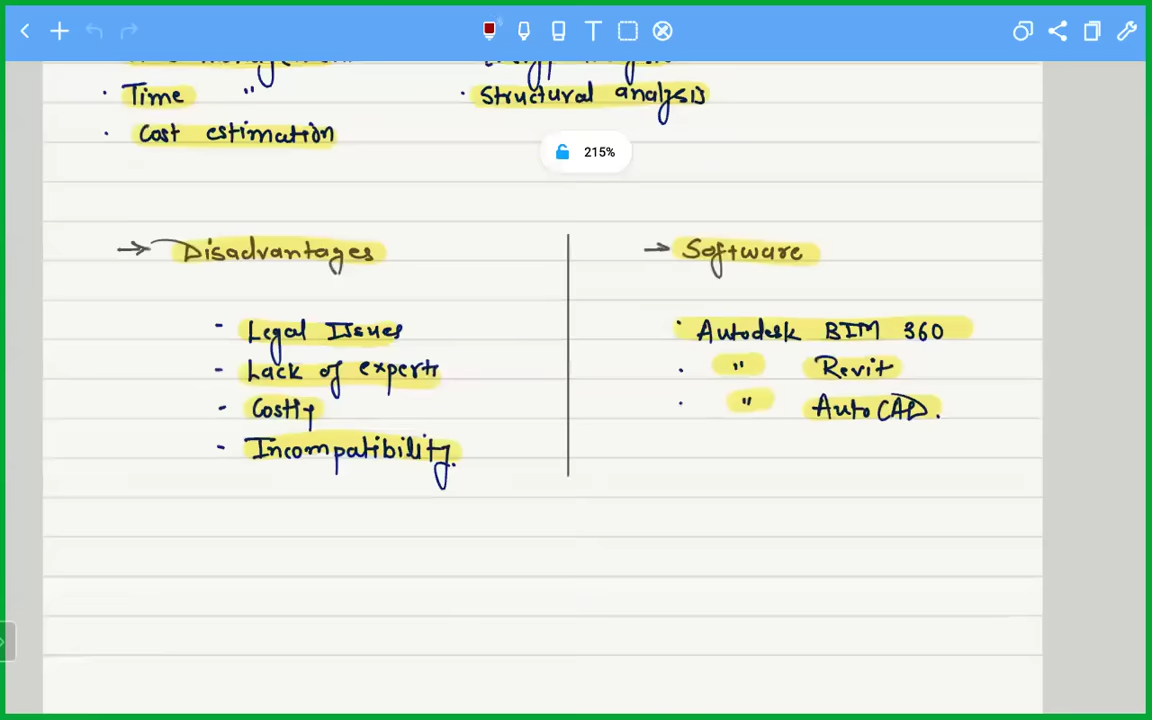 · Time "
· Structural analysis
· Cost estimation
215%
→ Disadvantages
- Legal Issues
- Lack of experts
- Costly
- Incompatibility.
→ Software
· Autodesk BIM 360
· " Revit
· " AutoCAD.
T